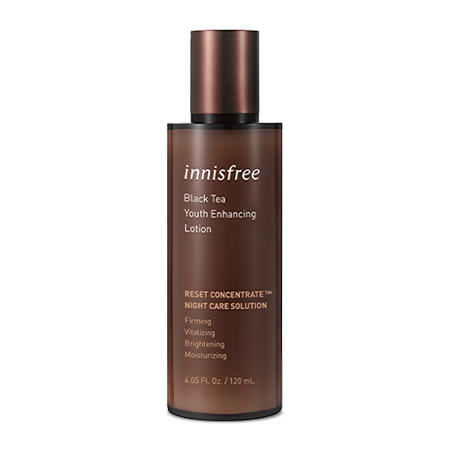 innisfree
Black Tea
Youth Enhancing
Lotion
RESET CONCENTRATE™
NIGHT CARE SOLUTION
Firming
Vitalizing
Brightening
Moisturizing
4.05 Fl. Oz. / 120 mL